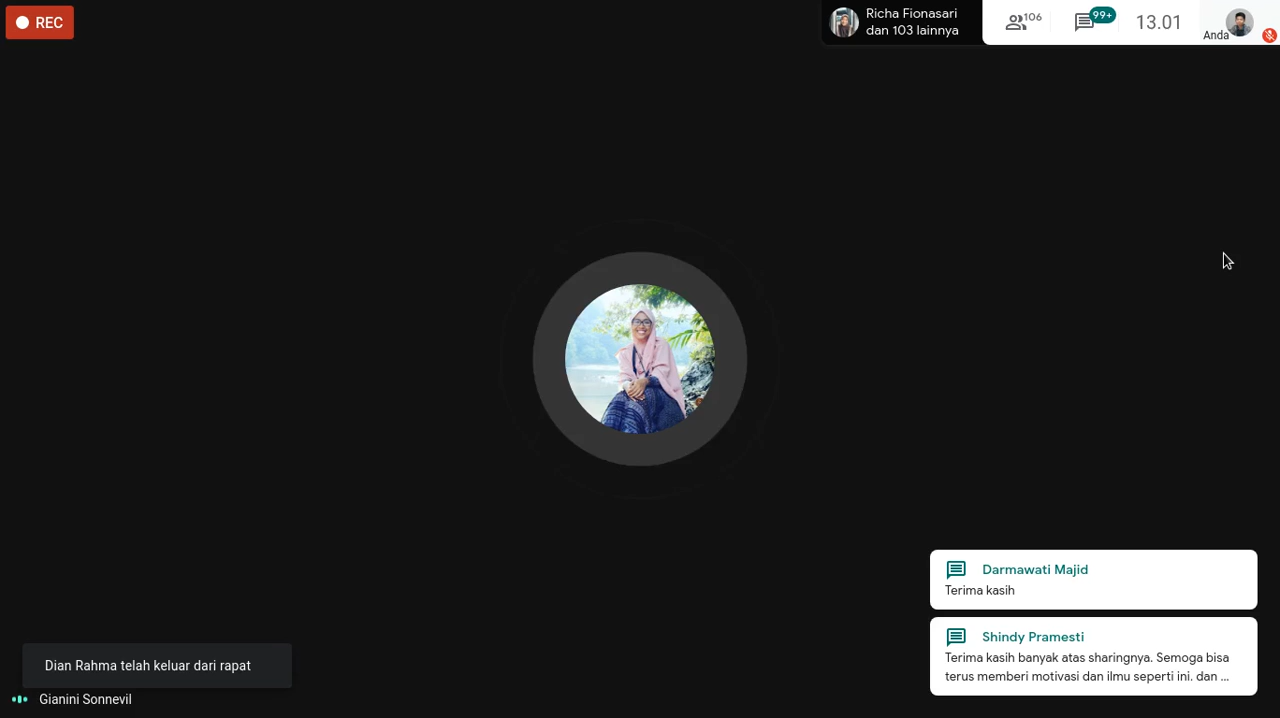 REC
Richa Fionasari
dan 103 lainnya
106
99+
13.01
Anda
Darmawati Majid
Terima kasih
Shindy Pramesti
Terima kasih banyak atas sharingnya. Semoga bisa
terus memberi motivasi dan ilmu seperti ini. dan ...
Dian Rahma telah keluar dari rapat
Gianini Sonnevil